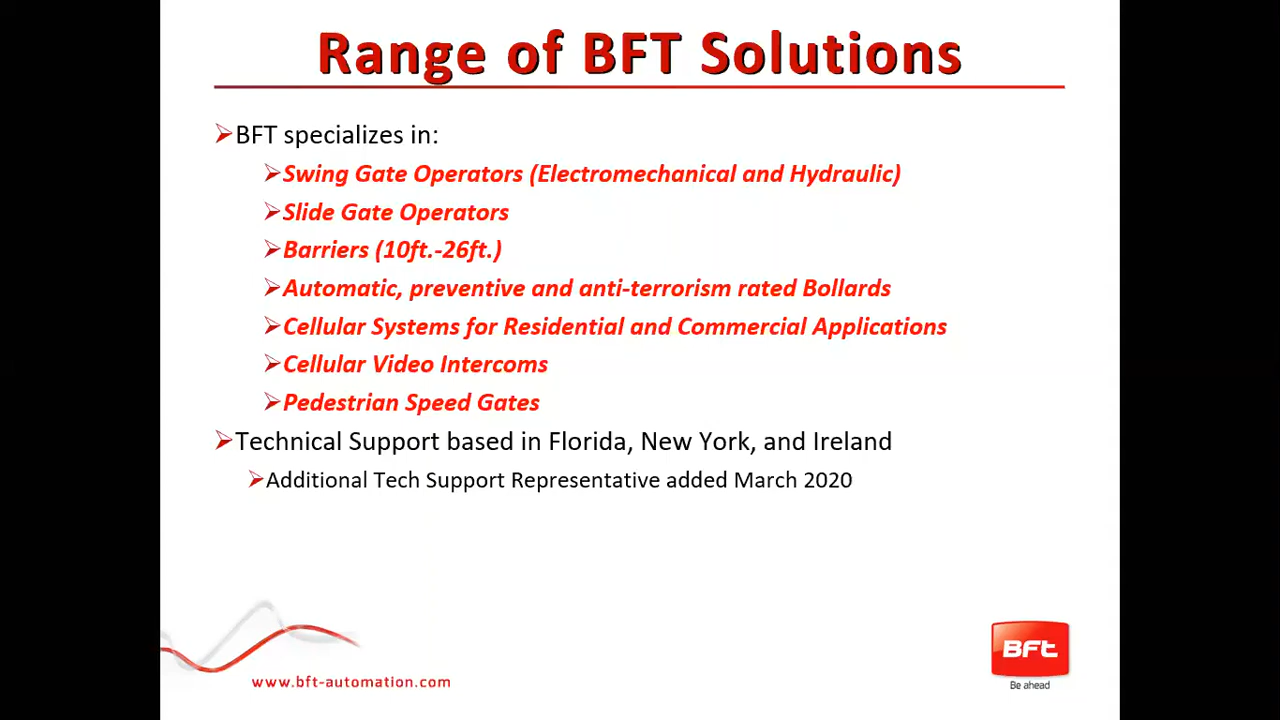 Range of BFT Solutions
BFT specializes in:
Swing Gate Operators (Electromechanical and Hydraulic)
Slide Gate Operators
Barriers (10ft.-26ft.)
Automatic, preventive and anti-terrorism rated Bollards
Cellular Systems for Residential and Commercial Applications
Cellular Video Intercoms
Pedestrian Speed Gates
Technical Support based in Florida, New York, and Ireland
Additional Tech Support Representative added March 2020
www.bft-automation.com
BFt
Be ahead